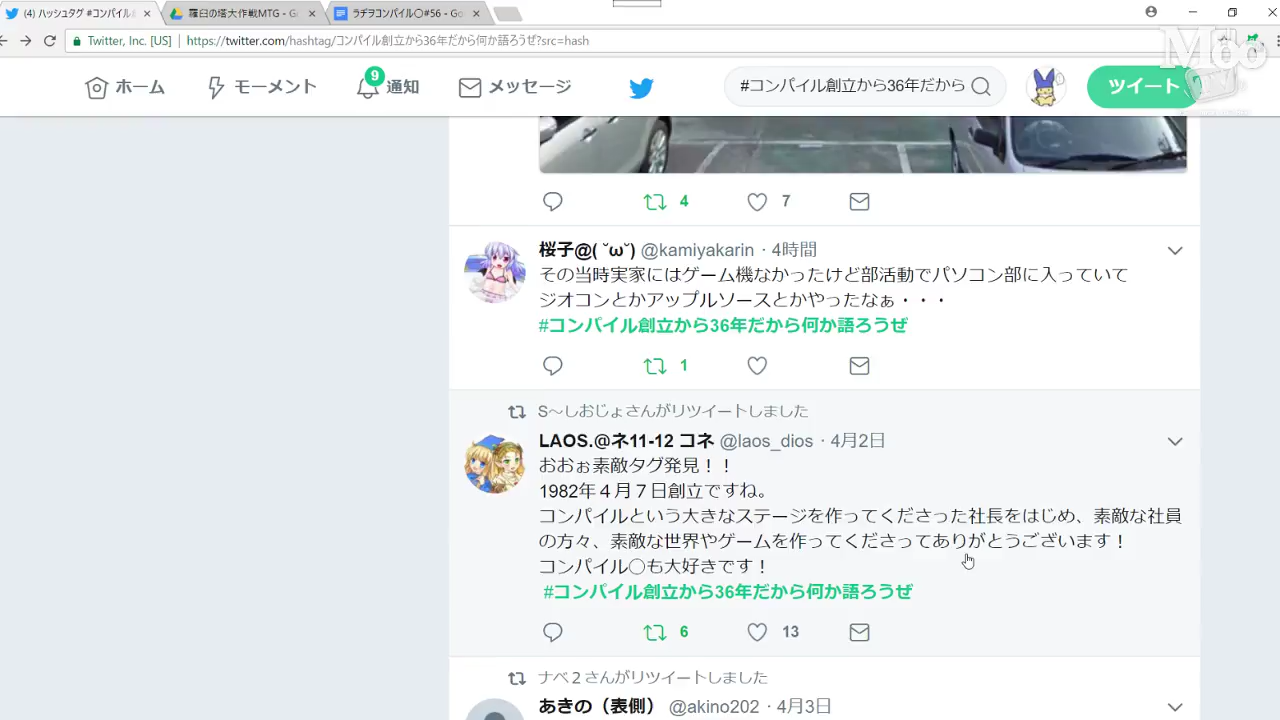 (4) ハッシュタグ #コンパイル
羅臼の塔大作戦MTG - G
ラヂヲコンパイル〇#56 - Go
Twitter, Inc. [US] | https://twitter.com/hashtag/コンパイル創立から36年だから何か語ろうぜ?src=hash
ホーム
モーメント
9
通知
メッセージ
#コンパイル創立から36年だから
ツイート
Moo
4
7
桜子@( ˘ω˘) @kamiyakarin · 4時間
その当時実家にはゲーム機なかったけど部活動でパソコン部に入っていて
ジオコンとかアップルソースとかやったなぁ・・・
#コンパイル創立から36年だから何か語ろうぜ
1
S〜しおじょさんがリツイートしました
LAOS.@ネ11-12 コネ @laos_dios · 4月2日
おおぉ素敵タグ発見！！
1982年４月７日創立ですね。
コンパイルという大きなステージを作ってくださった社長をはじめ、素敵な社員
の方々、素敵な世界やゲームを作ってくださってありがとうございます！
コンパイル〇も大好きです！
#コンパイル創立から36年だから何か語ろうぜ
6
13
ナベ２さんがリツイートしました
あきの（表側） @akino202 · 4月3日